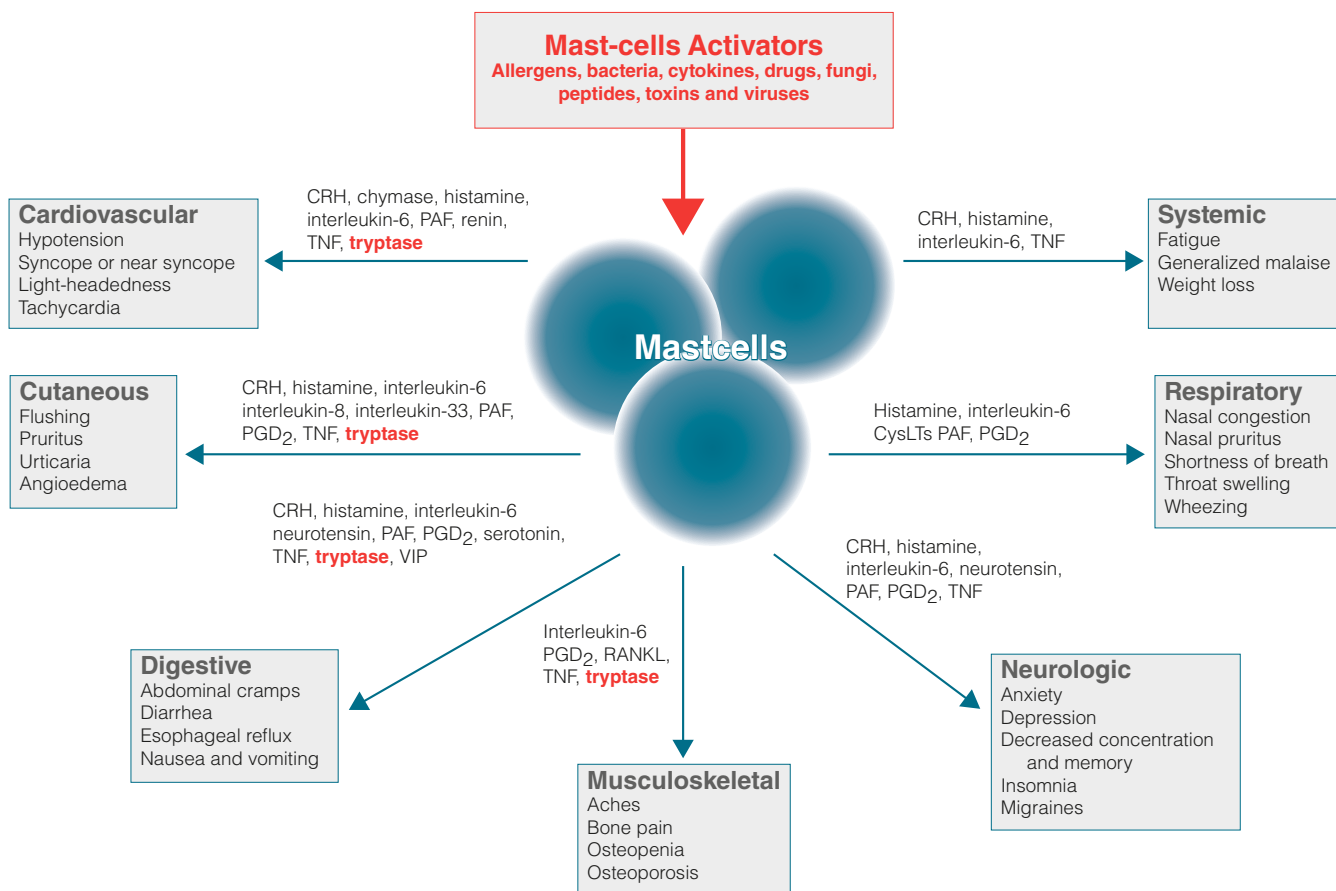 Mast-cells Activators
Allergens, bacteria, cytokines, drugs, fungi,
peptides, toxins and viruses
CRH, chymase, histamine,
interleukin-6, PAF, renin,
TNF, tryptase
Cardiovascular
Hypotension
Syncope or near syncope
Light-headedness
Tachycardia
CRH, histamine,
interleukin-6, TNF
Systemic
Fatigue
Generalized malaise
Weight loss
Mastcells
Cutaneous
Flushing
Pruritus
Urticaria
Angioedema
CRH, histamine, interleukin-6
interleukin-8, interleukin-33, PAF,
PGD2, TNF, tryptase
Histamine, interleukin-6
CysLTs PAF, PGD2
Respiratory
Nasal congestion
Nasal pruritus
Shortness of breath
Throat swelling
Wheezing
CRH, histamine, interleukin-6
neurotensin, PAF, PGD2, serotonin,
TNF, tryptase, VIP
CRH, histamine,
interleukin-6, neurotensin,
PAF, PGD2, TNF
Interleukin-6
PGD2, RANKL,
TNF, tryptase
Digestive
Abdominal cramps
Diarrhea
Esophageal reflux
Nausea and vomiting
Musculoskeletal
Aches
Bone pain
Osteopenia
Osteoporosis
Neurologic
Anxiety
Depression
Decreased concentration
and memory
Insomnia
Migraines